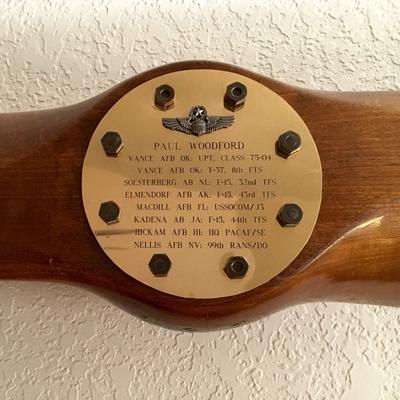 PAUL WOODFORD
VANCE AFB OK: UPT, CLASS 75-04
VANCE AFB OK: T-37, 8th FTS
SOESTERBERG AB NL: F-15, 32nd TFS
ELMENDORF AFB AK: F-15, 43rd TFS
MACDILL AFB FL: USSOCOM/J3
KADENA AB JA: F-15, 44th TFS
HICKAM AFB HI: HQ PACAF/SE
NELLIS AFB NV: 99th RANS/DO